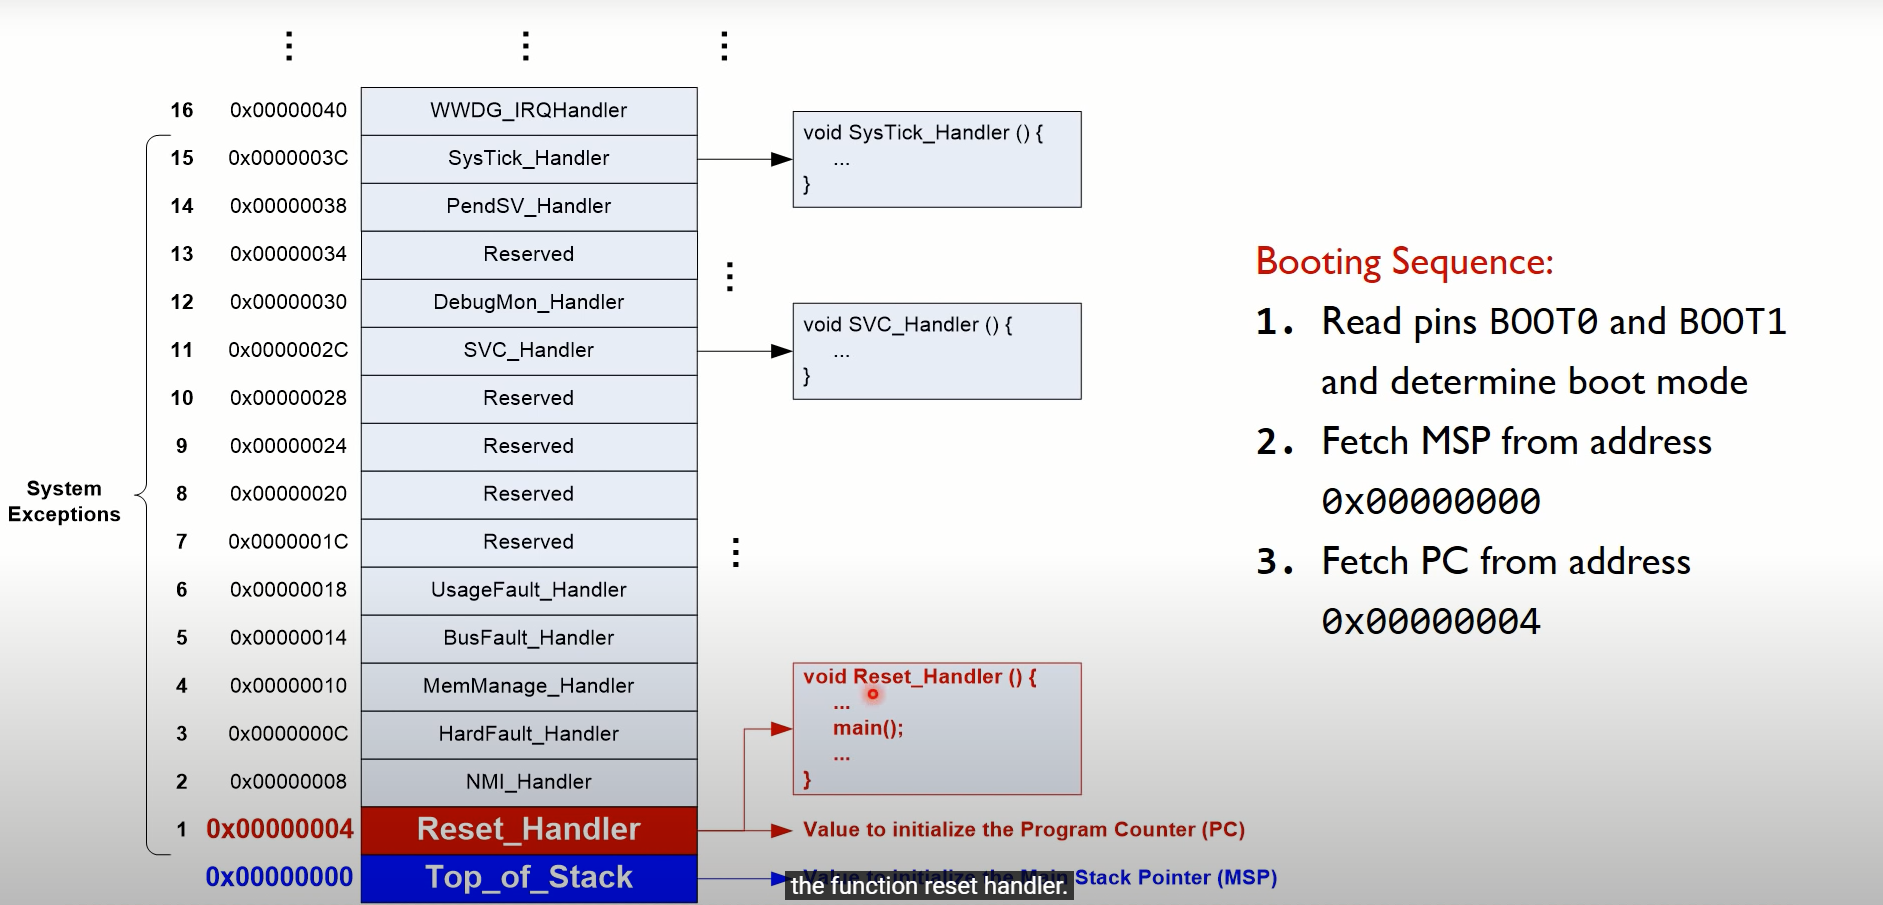 16 0x00000040 WWDG_IRQHandler
15 0x0000003C SysTick_Handler
14 0x00000038 PendSV_Handler
13 0x00000034 Reserved
12 0x00000030 DebugMon_Handler
11 0x0000002C SVC_Handler
10 0x00000028 Reserved
9 0x00000024 Reserved
8 0x00000020 Reserved
7 0x0000001C Reserved
6 0x00000018 UsageFault_Handler
5 0x00000014 BusFault_Handler
4 0x00000010 MemManage_Handler
3 0x0000000C HardFault_Handler
2 0x00000008 NMI_Handler
1 0x00000004 Reset_Handler
0x00000000 Top_of_Stack
System
Exceptions
void SysTick_Handler () {
...
}
void SVC_Handler () {
...
}
void Reset_Handler () {
...
main();
...
}
Value to initialize the Program Counter (PC)
Value to initialize the Main Stack Pointer (MSP)
the function reset handler.
Booting Sequence:
1. Read pins BOOT0 and BOOT1
and determine boot mode
2. Fetch MSP from address
0x00000000
3. Fetch PC from address
0x00000004